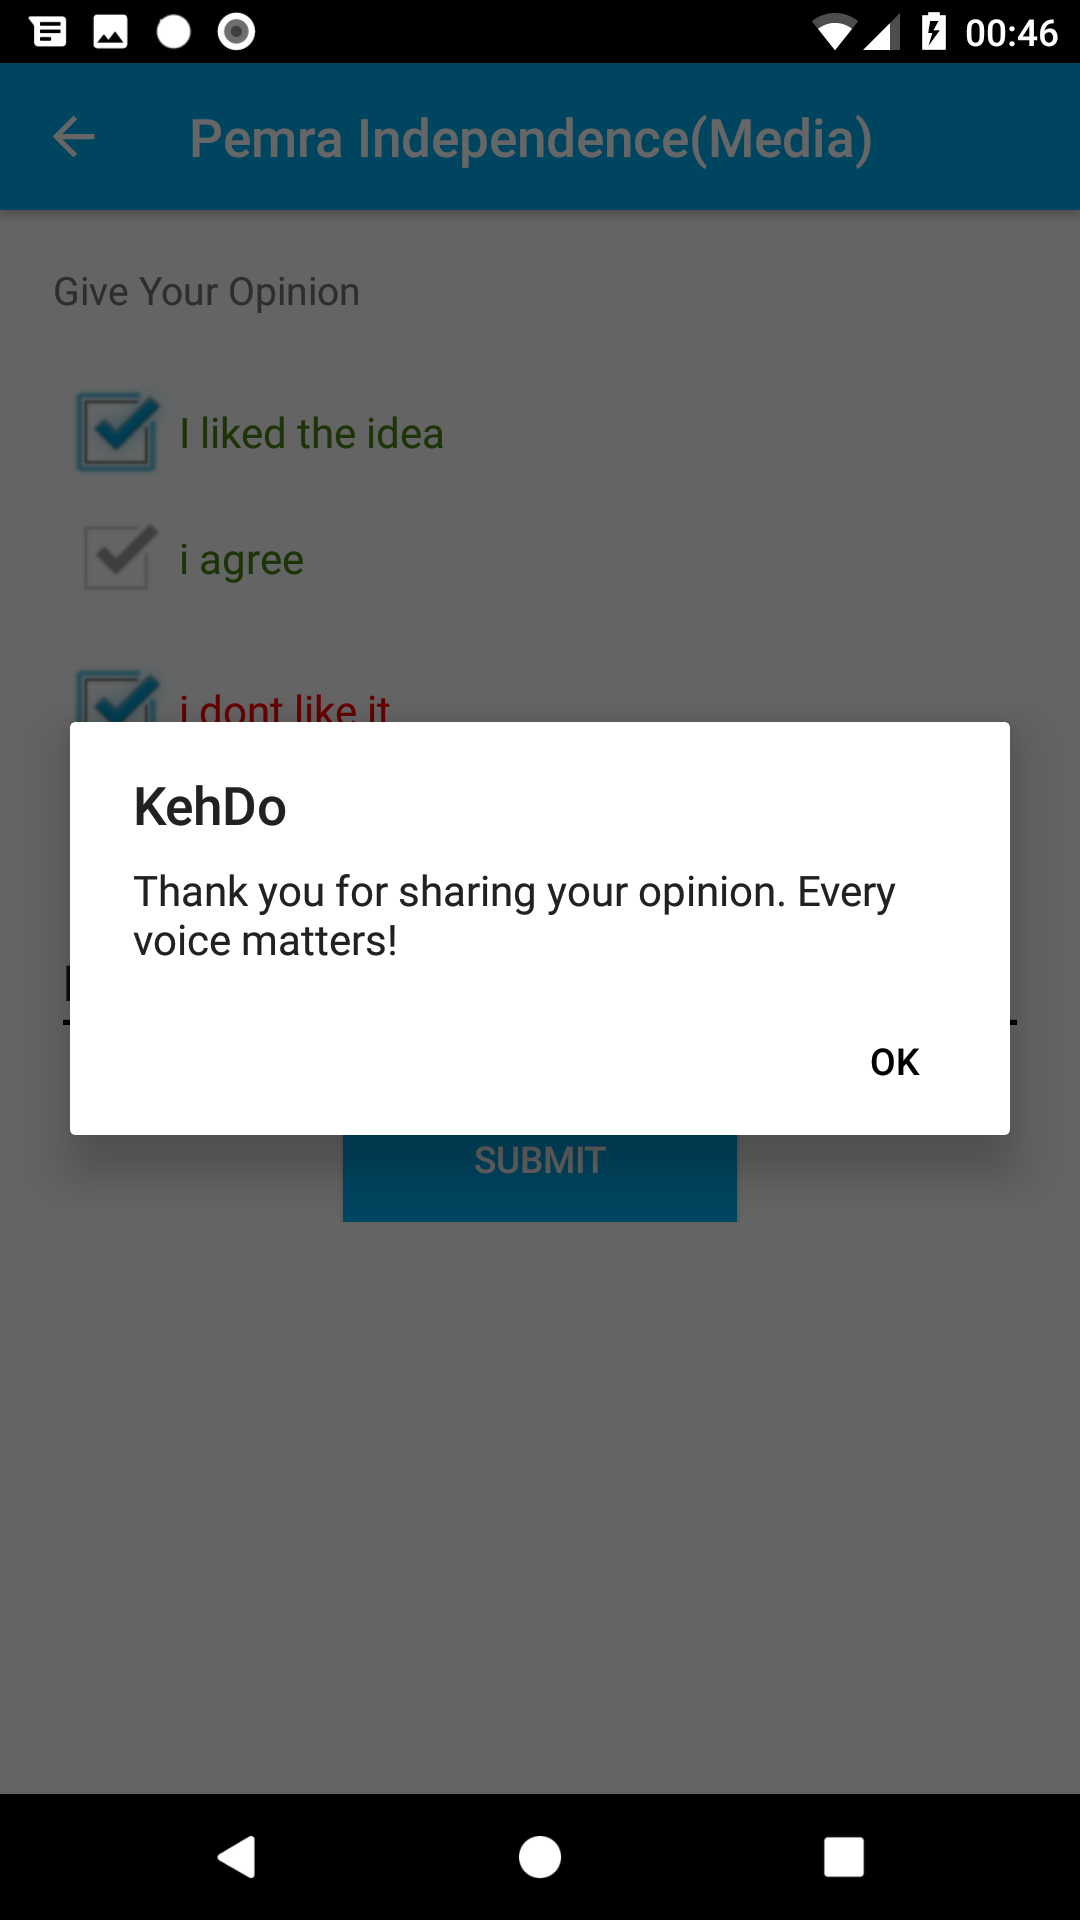 00:46
Pemra Independence(Media)
Give Your Opinion
I liked the idea
i agree
i dont like it
KehDo
Thank you for sharing your opinion. Every
voice matters!
OK
SUBMIT